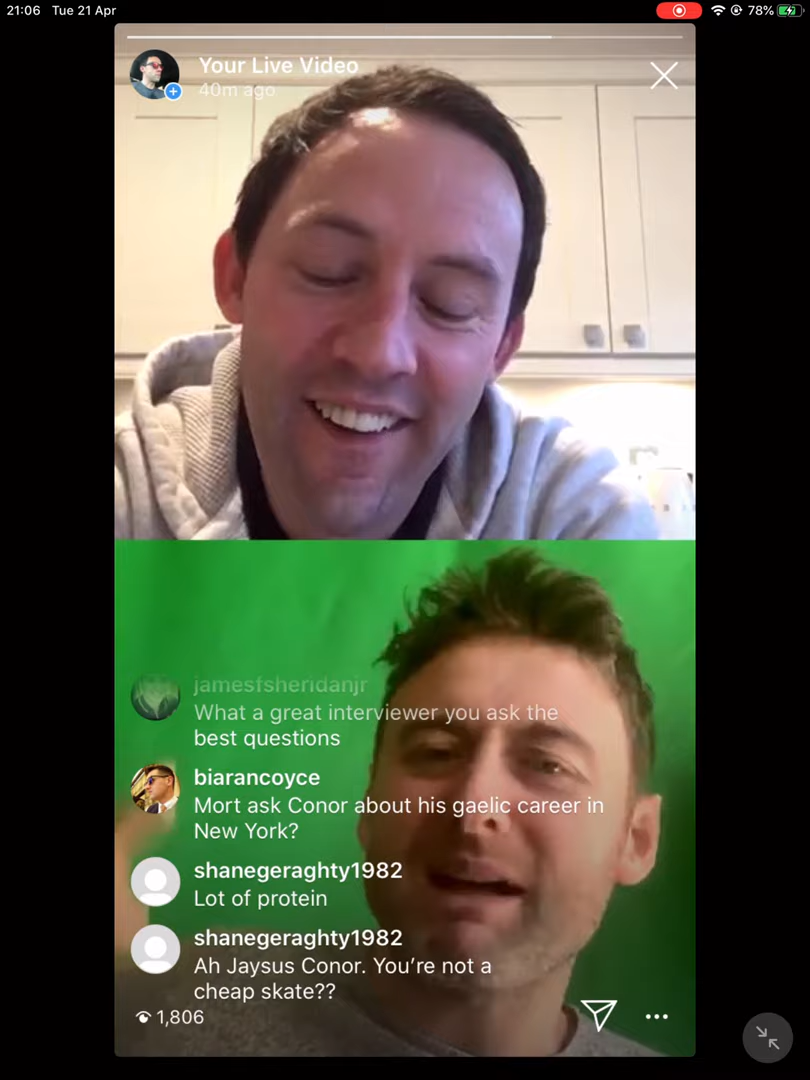 21:06 Tue 21 Apr
78%
Your Live Video
40m ago
jamesfsheridanjr
What a great interviewer you ask the
best questions
biarancoyce
Mort ask Conor about his gaelic career in
New York?
shanegeraghty1982
Lot of protein
shanegeraghty1982
Ah Jaysus Conor. You’re not a
cheap skate??
1,806